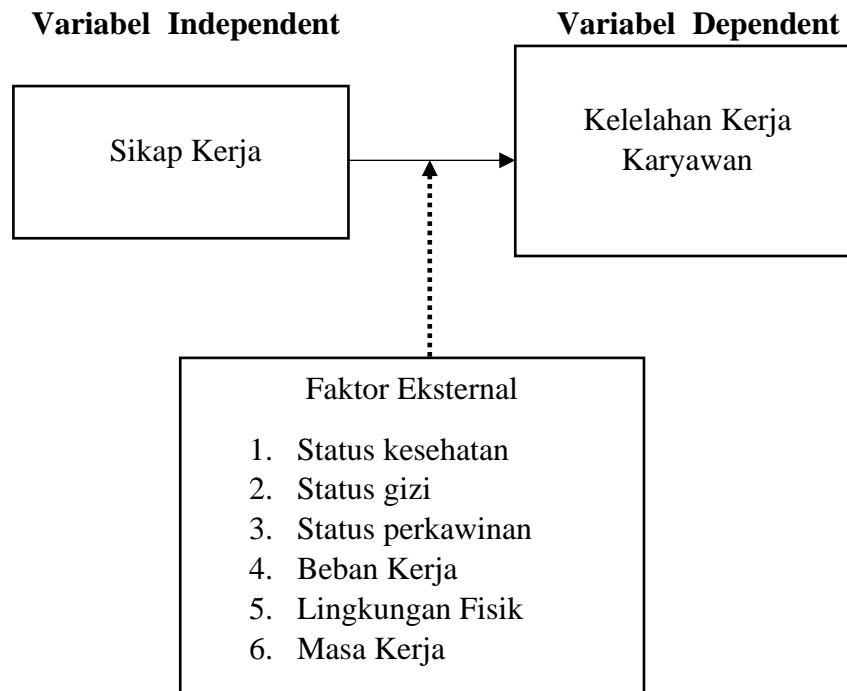 Variabel Independent
Variabel Dependent
Sikap Kerja
Kelelahan Kerja
Karyawan
Faktor Eksternal
1. Status kesehatan
2. Status gizi
3. Status perkawinan
4. Beban Kerja
5. Lingkungan Fisik
6. Masa Kerja